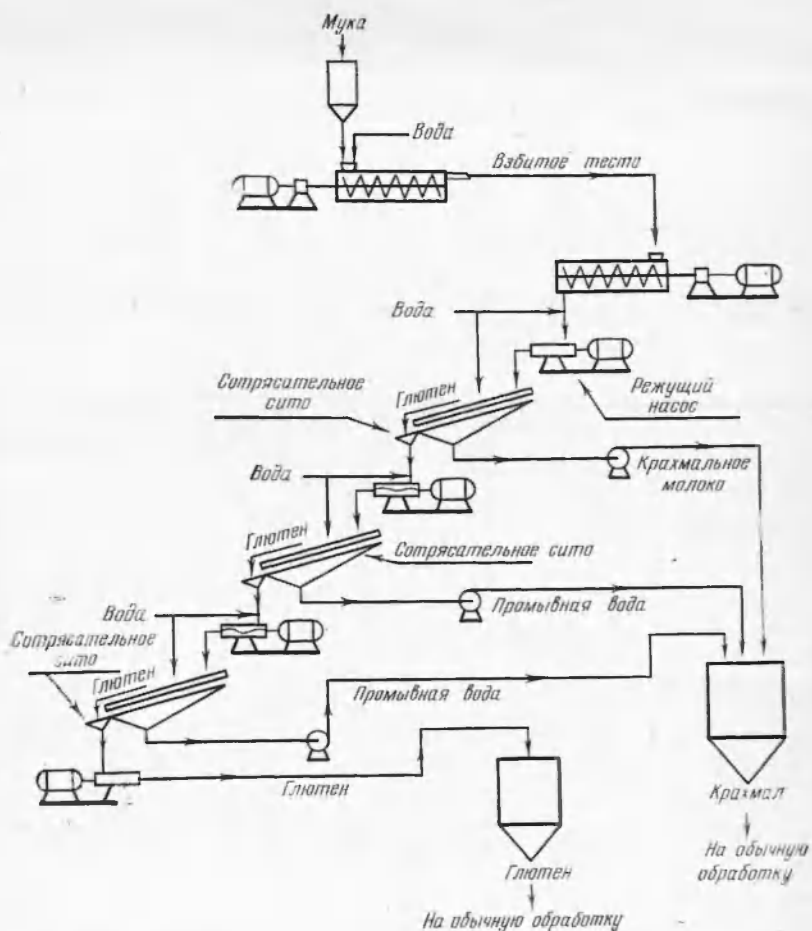 Мука
Вода
Взбитое тесто
Вода
Сотрясательное
сито
Глютен
Режущий
насос
Крахмальное
молоко
Вода
Глютен
Сотрясательное сито
Вода
Промывная вода
Сотрясательное
сито
Глютен
Промывная вода
Глютен
Крахмал
На обычную
обработку
Глютен
На обычную обработку